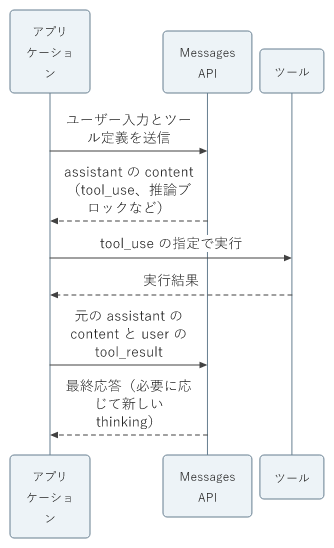 アプリ
ケーショ
ン
Messages
API
ツール
ユーザー入力とツ
ール定義を送信
assistant の content
（tool_use、推論ブ
ロックなど）
tool_use の指定で実行
実行結果
元の assistant の
content と user の
tool_result
最終応答（必要に応
じて新しい
thinking）
アプリ
ケーショ
ン
Messages
API
ツール